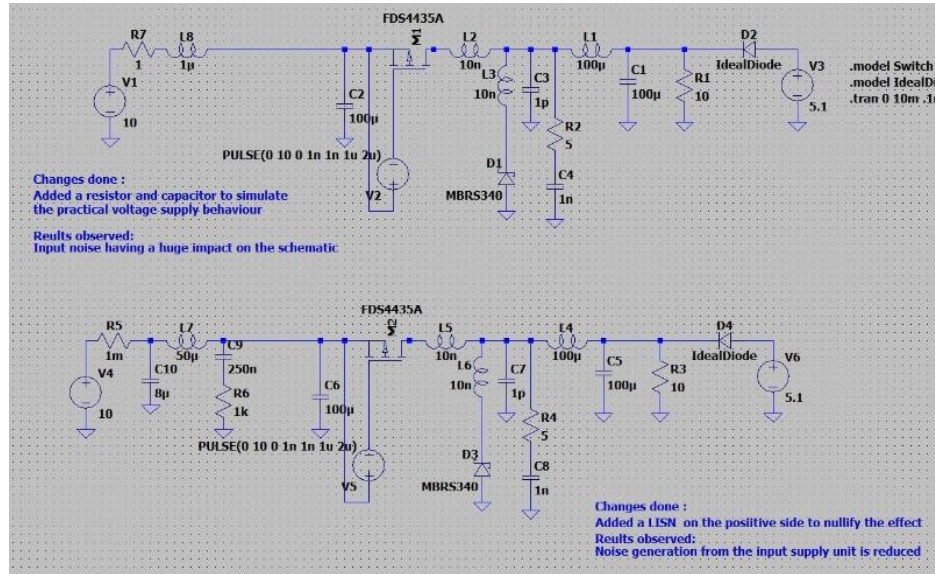 FDS4435A
R7
L8
M1
L2
L1
D2
1
1µ
10n
100µ
IdealDiode
V1
L3
C3
C1
R1
V3
.model Switch
10n
1p
100µ
10
.model IdealDi
10
C2
5.1
.tran 0 10m .1n
100µ
R2
5
PULSE(0 10 0 1n 1n 1u 2u)
D1
C4
V2
1n
MBRS340
Changes done :
Added a resistor and capacitor to simulate
the practical voltage supply behaviour
Reults observed:
Input noise having a huge impact on the schematic
FDS4435A
R5
L7
M2
L5
L4
D4
1m
50µ
C9
10n
100µ
IdealDiode
V4
C10
250n
L6
C7
C5
R3
V6
8µ
C6
10n
1p
100µ
10
10
R6
100µ
5.1
1k
R4
5
PULSE(0 10 0 1n 1n 1u 2u)
D3
C8
V5
MBRS340
1n
Changes done :
Added a LISN on the posiitive side to nullify the effect
Reults observed:
Noise generation from the input supply unit is reduced